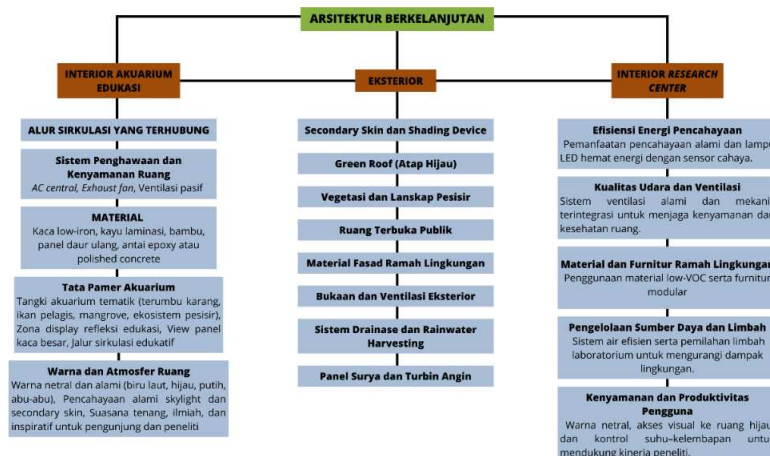 ARSITEKTUR BERKELANJUTAN
INTERIOR AKUARIUM
EDUKASI
ALUR SIRKULASI YANG TERHUBUNG
Sistem Penghawaan dan
Kenyamanan Ruang
AC central, Exhaust fan, Ventilasi pasif
MATERIAL
Kaca low-iron, kayu laminasi, bambu,
panel daur ulang, antai epoxy atau
polished concrete
Tata Pamer Akuarium
Tangki akuarium tematik (terumbu karang,
ikan pelagis, mangrove, ekosistem pesisir),
Zona display refleksi edukasi, View panel
kaca besar, Jalur sirkulasi edukatif
Warna dan Atmosfer Ruang
Warna netral dan alami (biru laut, hijau, putih,
abu-abu), Pencahayaan alami skylight dan
secondary skin, Suasana tenang, ilmiah, dan
inspiratif untuk pengunjung dan peneliti
EKSTERIOR
Secondary Skin dan Shading Device
Green Roof (Atap Hijau)
Vegetasi dan Lanskap Pesisir
Ruang Terbuka Publik
Material Fasad Ramah Lingkungan
Bukaan dan Ventilasi Eksterior
Sistem Drainase dan Rainwater
Harvesting
Panel Surya dan Turbin Angin
INTERIOR RESEARCH
CENTER
Efisiensi Energi Pencahayaan
Pemanfaatan pencahayaan alami dan lampu
LED hemat energi dengan sensor cahaya.
Kualitas Udara dan Ventilasi
Sistem ventilasi alami dan mekanik
terintegrasi untuk menjaga kenyamanan dan
kesehatan ruang.
Material dan Furnitur Ramah Lingkungan
Penggunaan material low-VOC serta furnitur
modular
Pengelolaan Sumber Daya dan Limbah
Sistem air efisien serta pemilahan limbah
laboratorium untuk mengurangi dampak
lingkungan.
Kenyamanan dan Produktivitas
Pengguna
Warna netral, akses visual ke ruang hijau,
dan kontrol suhu-kelembapan untuk
mendukung kinerja peneliti.